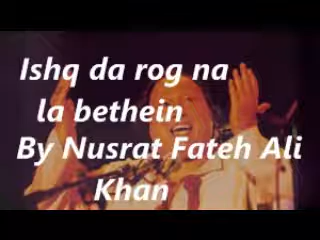 Ishq da rog na
la bethein
By Nusrat Fateh Ali
Khan